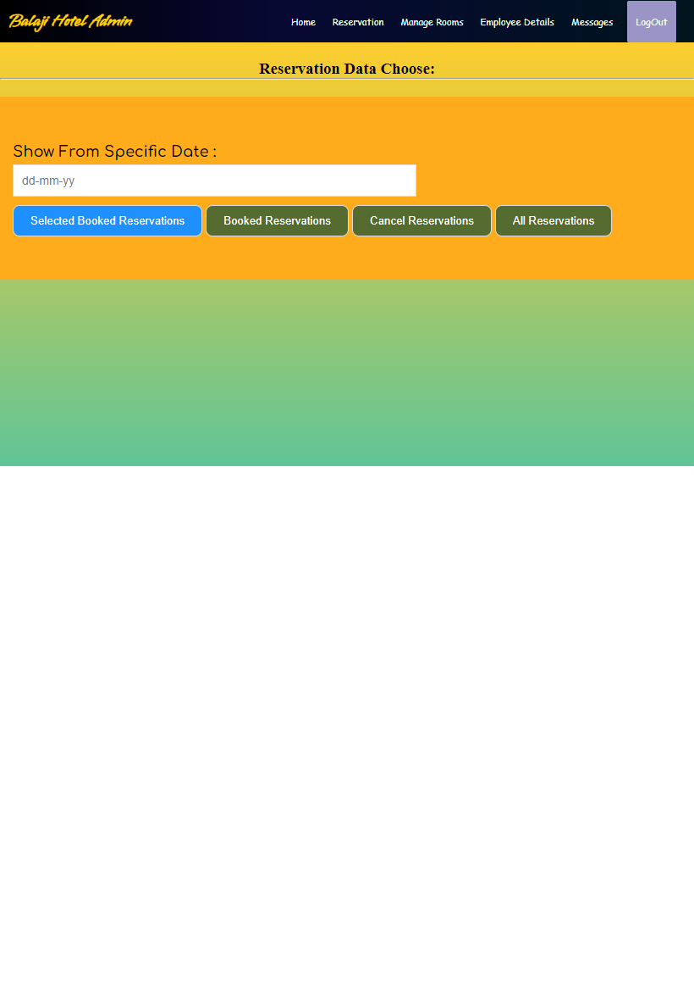 Balaji Hotel Admin Home Reservation Manage Rooms Employee Details Messages LogOut
Reservation Data Choose:
Show From Specific Date :
dd-mm-yy
Selected Booked Reservations Booked Reservations Cancel Reservations All Reservations